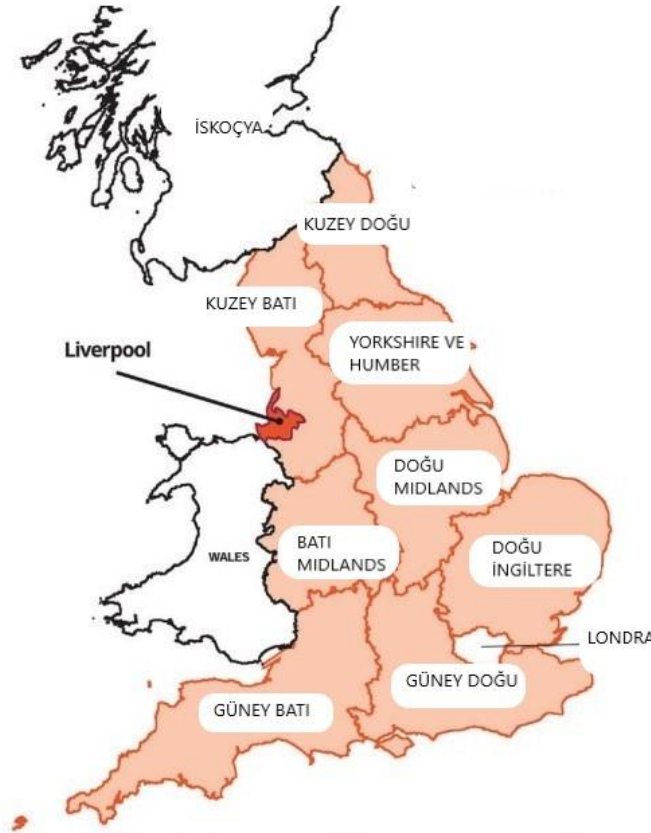 İSKOÇYA
KUZEY DOĞU
KUZEY BATI
Liverpool
YORKSHIRE VE
HUMBER
DOĞU
MIDLANDS
BATI
MIDLANDS
WALES
DOĞU
İNGİLTERE
LONDRA
GÜNEY DOĞU
GÜNEY BATI